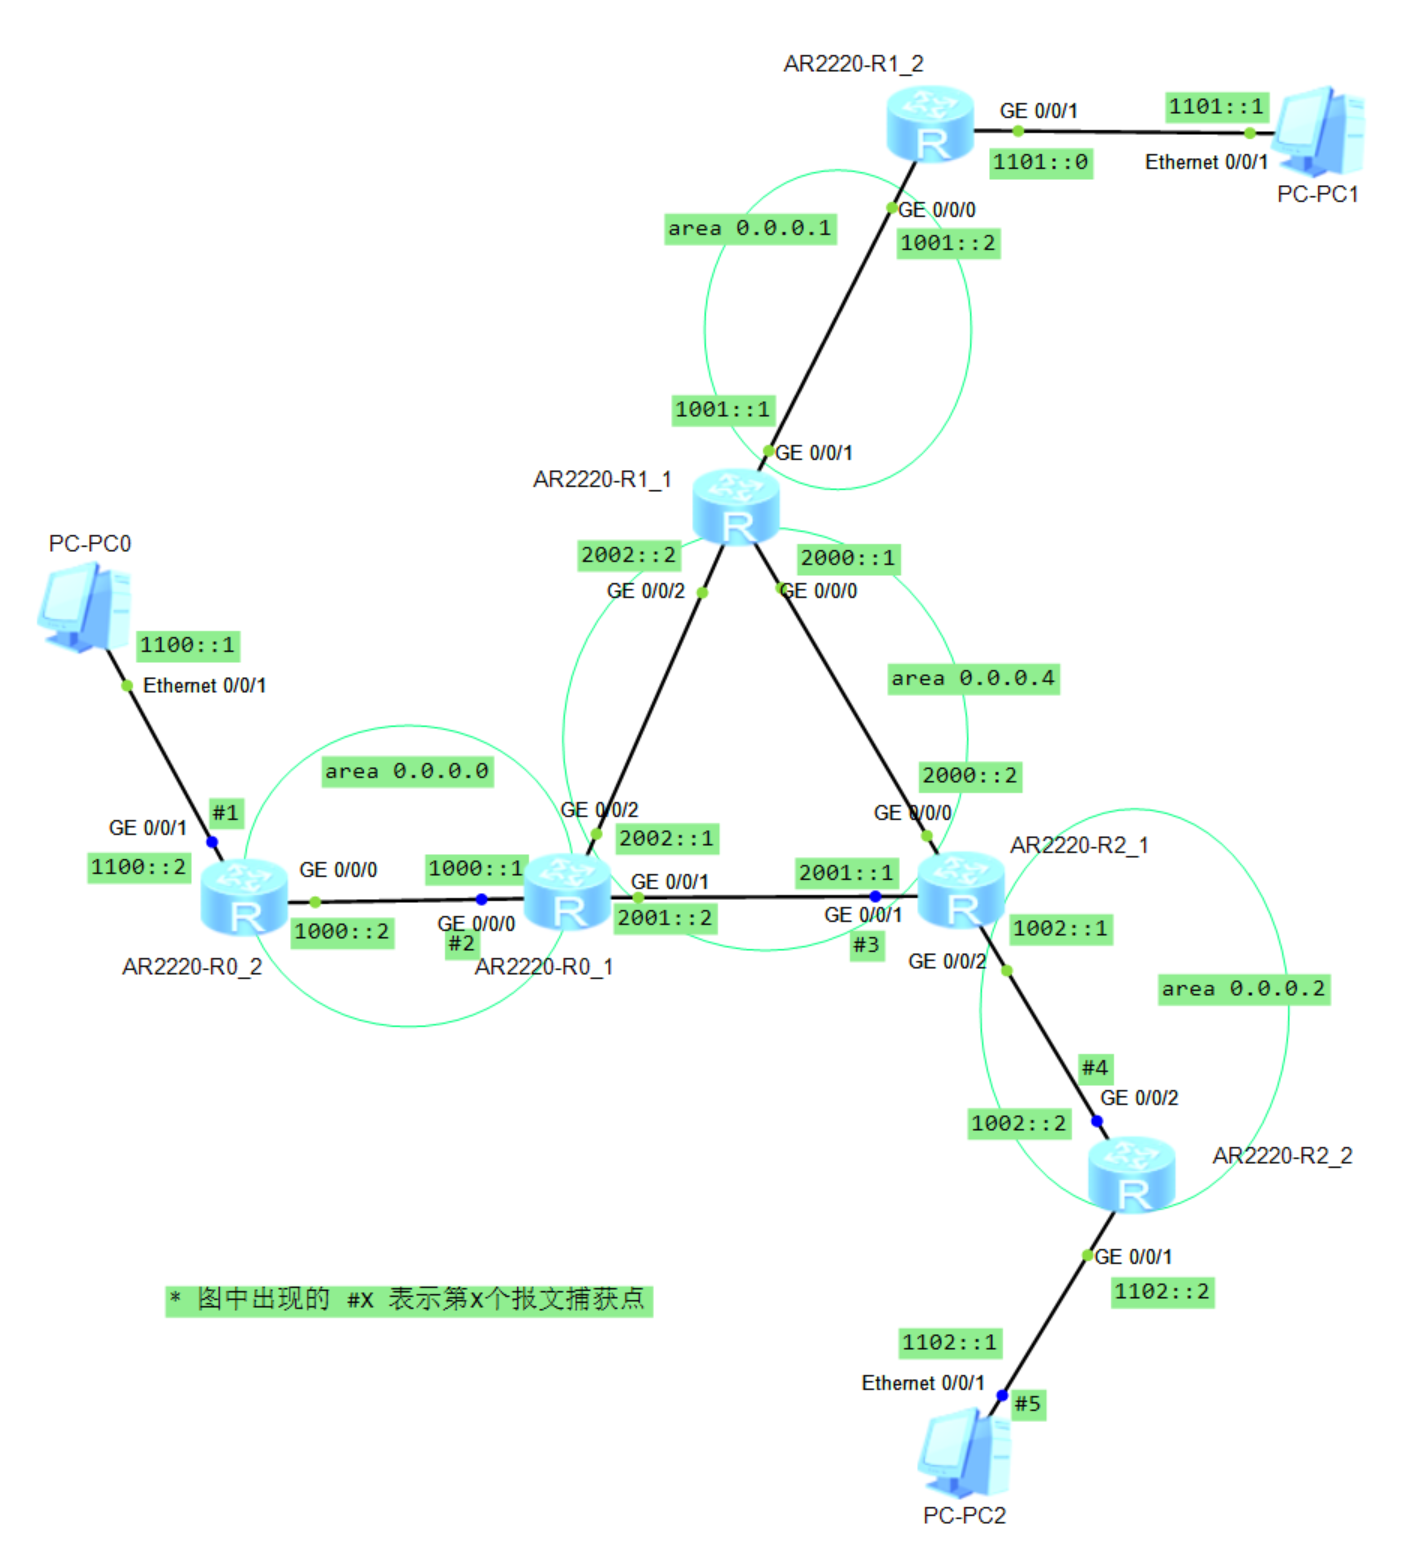 AR2220-R1_2
GE 0/0/1
1101::1
1101::0
Ethernet 0/0/1
PC-PC1
GE 0/0/0
area 0.0.0.1
1001::2
1001::1
GE 0/0/1
AR2220-R1_1
PC-PC0
2002::2
2000::1
GE 0/0/2
GE 0/0/0
1100::1
Ethernet 0/0/1
area 0.0.0.4
area 0.0.0.0
2000::2
#1
GE 0/0/2
GE 0/0/0
GE 0/0/1
2002::1
AR2220-R2_1
1100::2
GE 0/0/0
1000::1
GE 0/0/1
2001::1
1000::2
GE 0/0/0
2001::2
GE 0/0/1
1002::1
#2
#3
AR2220-R0_2
AR2220-R0_1
GE 0/0/2
area 0.0.0.2
#4
GE 0/0/2
1002::2
AR2220-R2_2
GE 0/0/1
1102::2
* 图中出现的 #X 表示第X个报文捕获点
1102::1
Ethernet 0/0/1
#5
PC-PC2
R
R
R
R
R
R